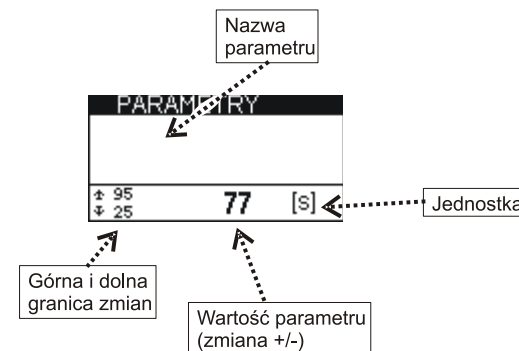 Nazwa
parametru
PARAMETRY
↑ 95
↓ 25
77
[S]
Jednostka
Górna i dolna
granica zmian
Wartość parametru
(zmiana +/-)